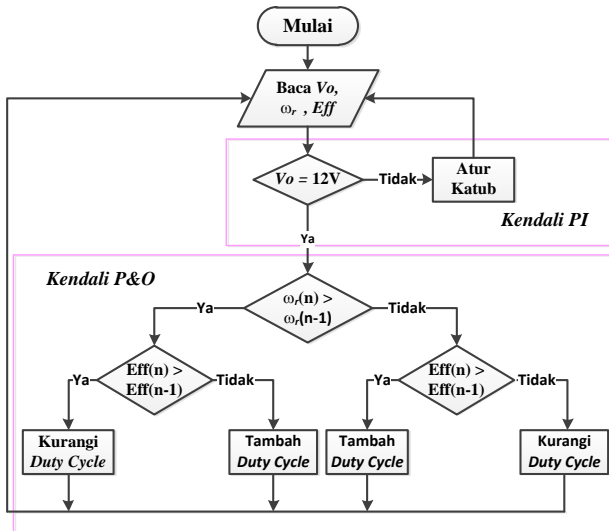 Mulai
Baca Vo,
ωr , Eff
Vo = 12V
Tidak
Atur
Katub
Kendali PI
Ya
Kendali P&O
ωr(n) >
ωr(n-1)
Ya
Tidak
Eff(n) >
Eff(n-1)
Ya
Tidak
Eff(n) >
Eff(n-1)
Ya
Tidak
Kurangi
Duty Cycle
Tambah
Duty Cycle
Tambah
Duty Cycle
Kurangi
Duty Cycle